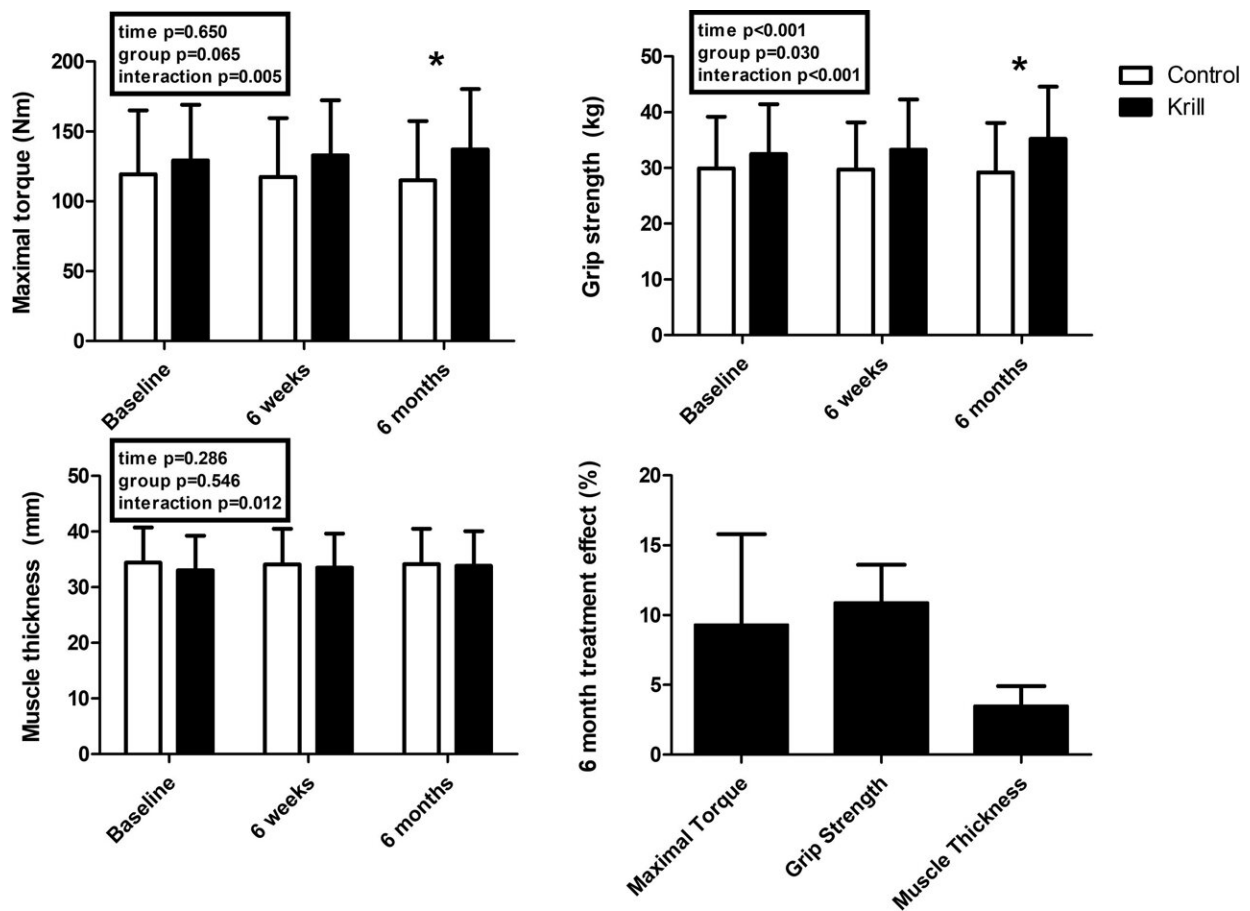 time p=0.650
group p=0.065
interaction p=0.005
Maximal torque (Nm)
200
150
100
50
0
*
Baseline
6 weeks
6 months
time p<0.001
group p=0.030
interaction p<0.001
Grip strength (kg)
50
40
30
20
10
0
*
Baseline
6 weeks
6 months
Control
Krill
time p=0.286
group p=0.546
interaction p=0.012
Muscle thickness (mm)
50
40
30
20
10
0
Baseline
6 weeks
6 months
6 month treatment effect (%)
20
15
10
5
0
Maximal Torque
Grip Strength
Muscle Thickness